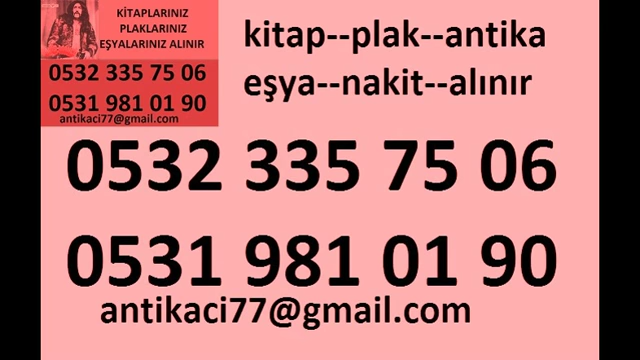 KİTAPLARINIZ
PLAKLARINIZ
EŞYALARINIZ ALINIR
0532 335 75 06
0531 981 01 90
antikaci77@gmail.com
kitap--plak--antika
eşya--nakit--alınır
0532 335 75 06
0531 981 01 90
antikaci77@gmail.com